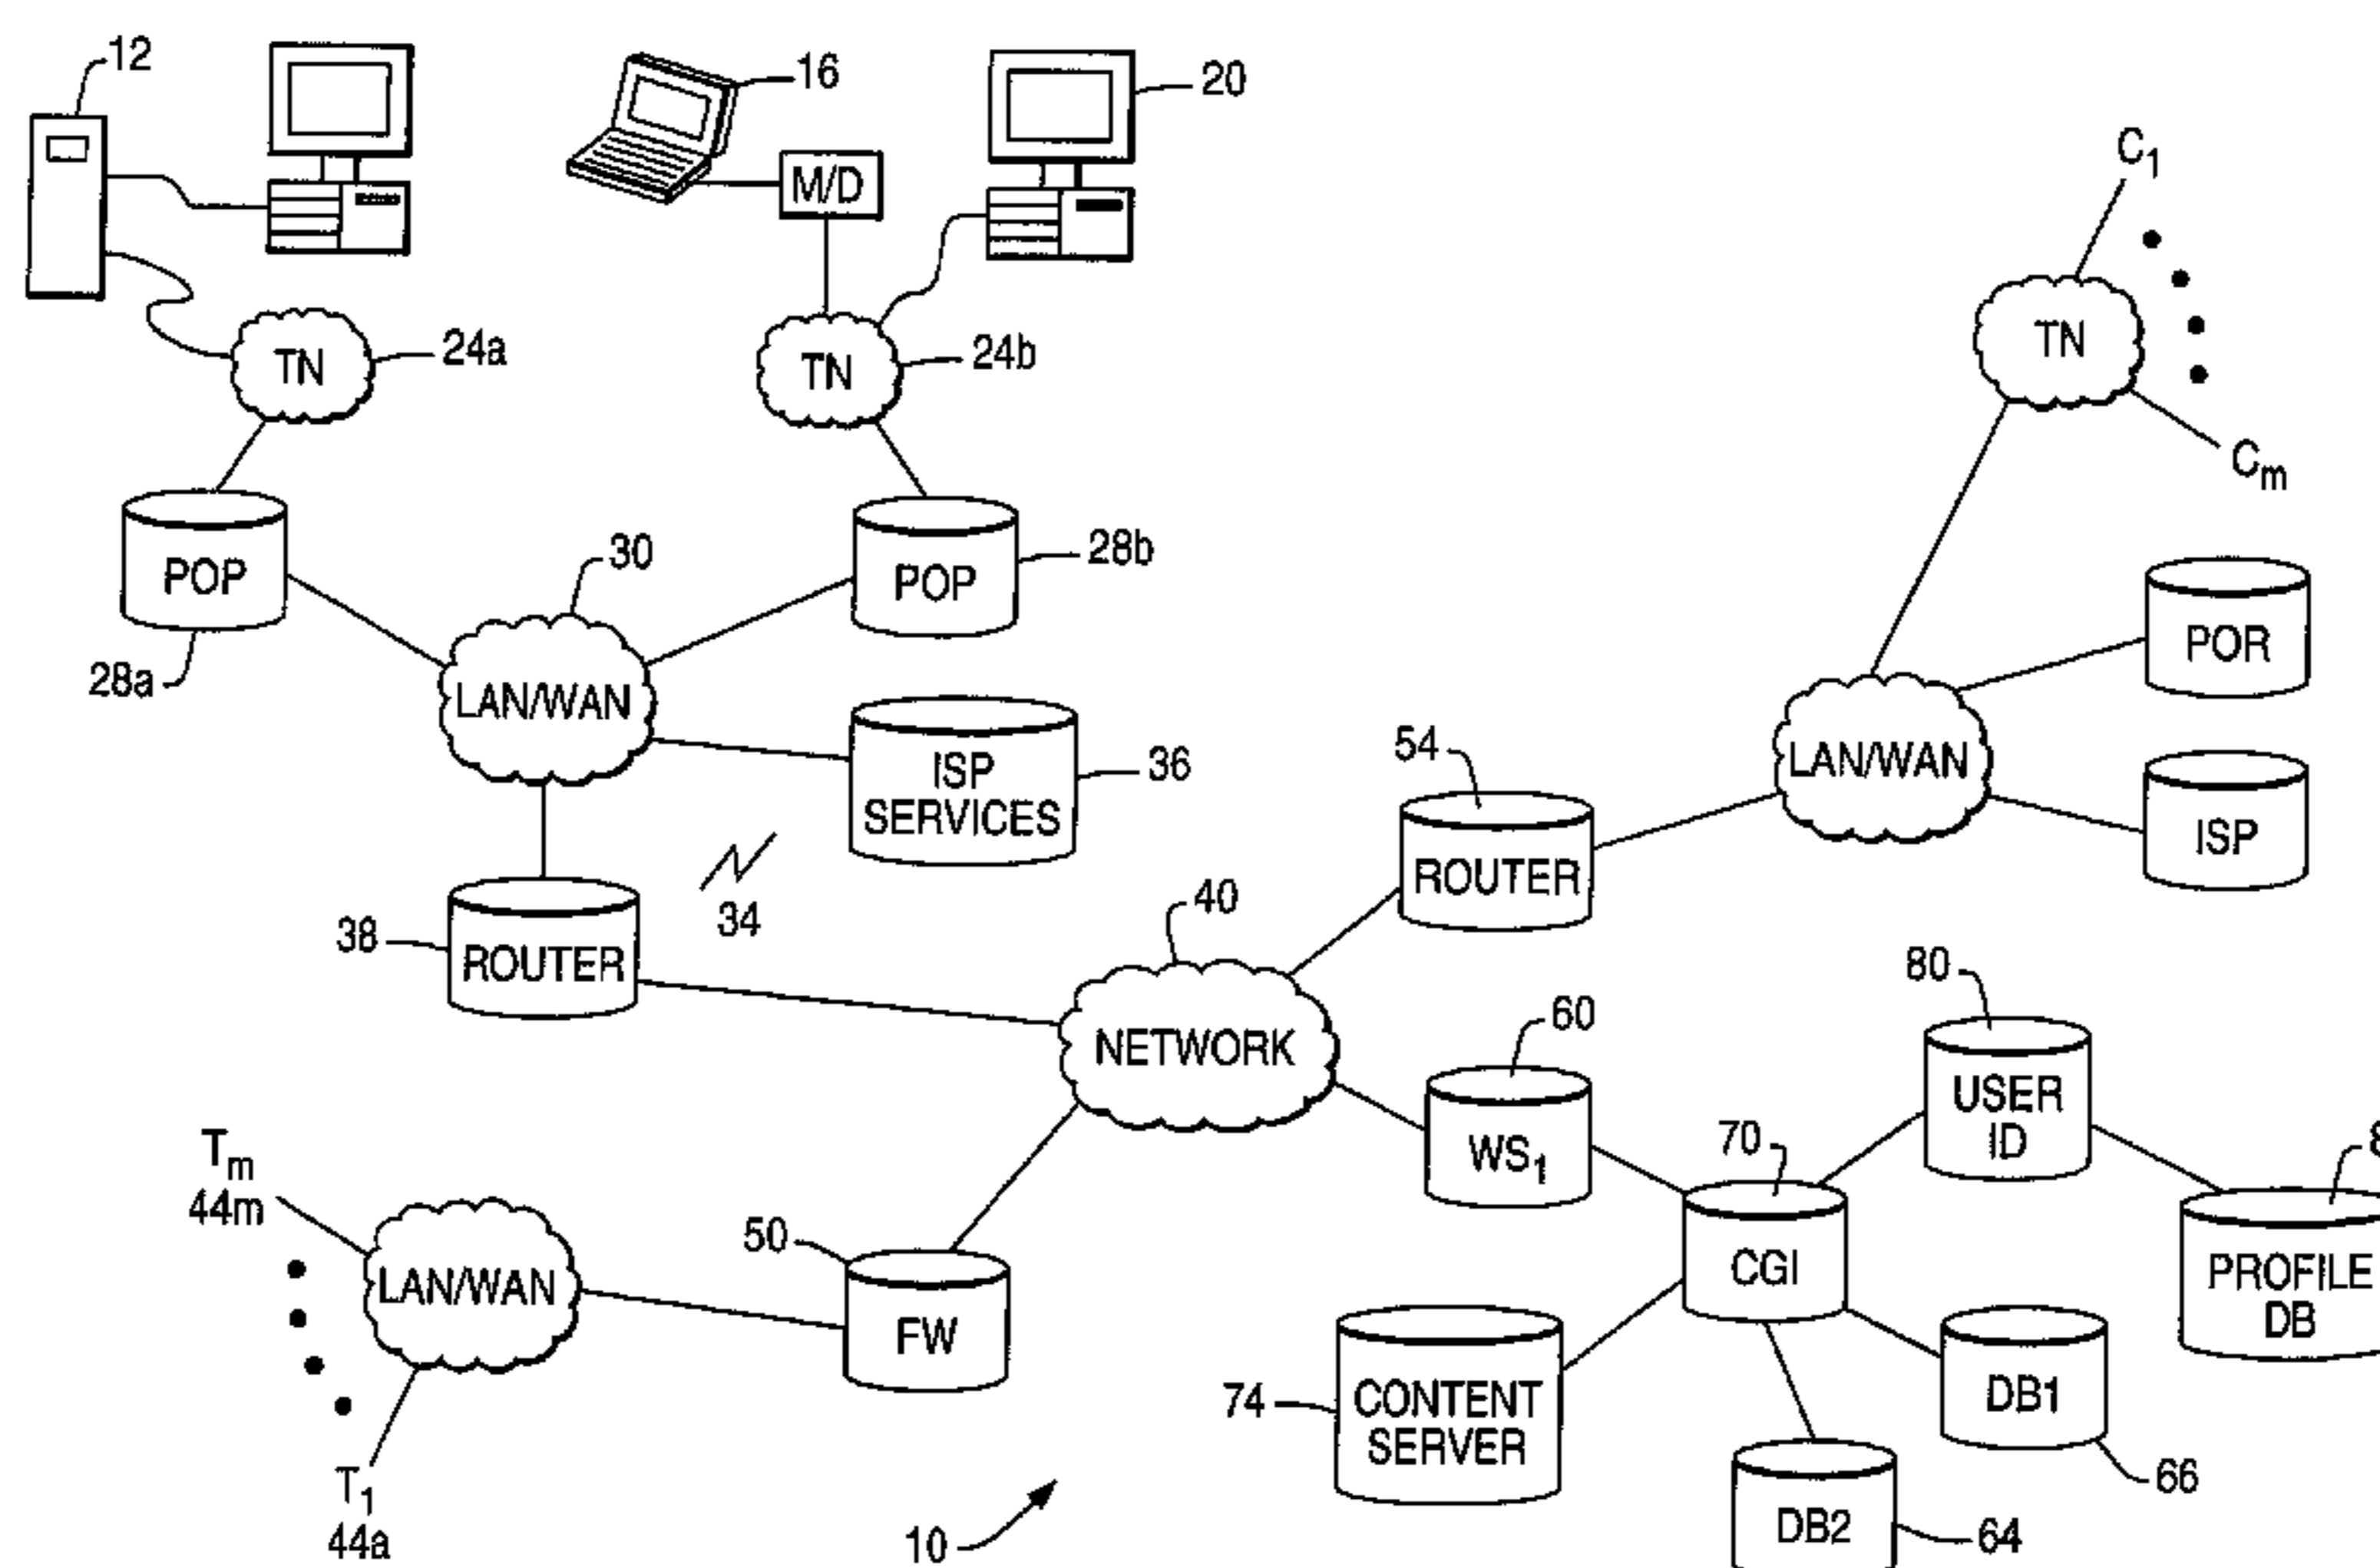 12
16
20
M/D
C1
TN
24a
TN
24b
TN
Cm
POP
28a
30
POP
28b
POR
LAN/WAN
ISP
SERVICES
36
54
LAN/WAN
ISP
ROUTER
34
38
ROUTER
40
NETWORK
60
WS1
80
USER
ID
70
CGI
PROFILE
DB
Tm
44m
LAN/WAN
50
FW
74
CONTENT
SERVER
DB1
66
T1
44a
10
DB2
64